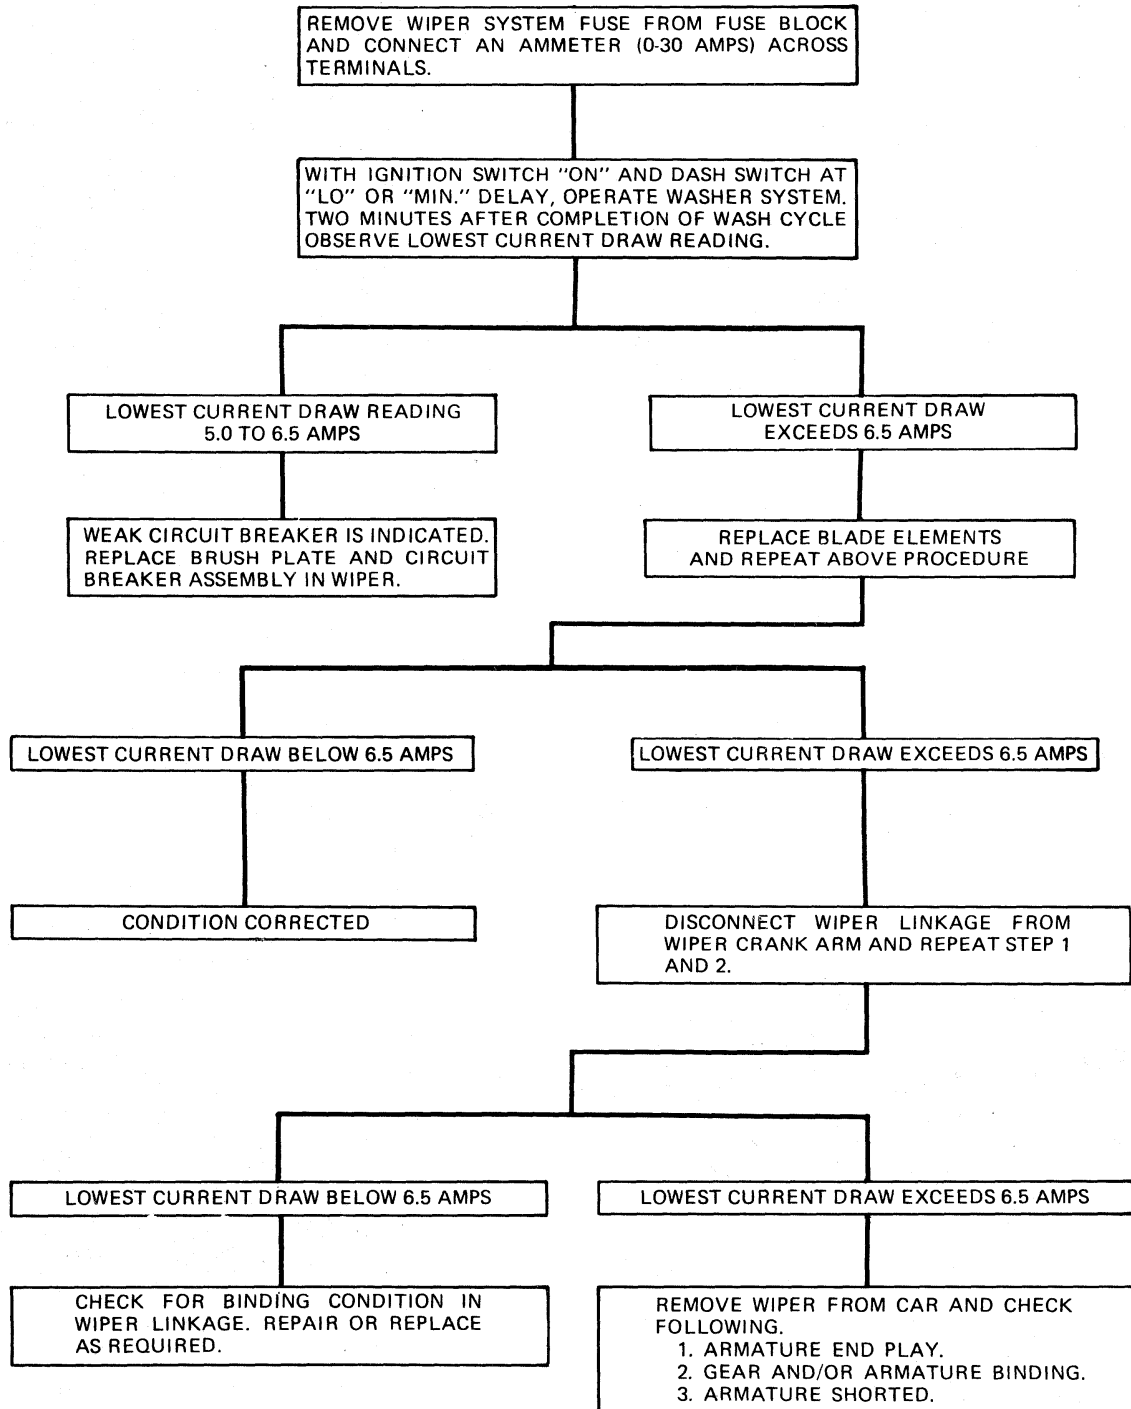 REMOVE WIPER SYSTEM FUSE FROM FUSE BLOCK
AND CONNECT AN AMMETER (0-30 AMPS) ACROSS
TERMINALS.
WITH IGNITION SWITCH "ON" AND DASH SWITCH AT
"LO" OR "MIN." DELAY, OPERATE WASHER SYSTEM.
TWO MINUTES AFTER COMPLETION OF WASH CYCLE
OBSERVE LOWEST CURRENT DRAW READING.
LOWEST CURRENT DRAW READING
5.0 TO 6.5 AMPS
LOWEST CURRENT DRAW
EXCEEDS 6.5 AMPS
WEAK CIRCUIT BREAKER IS INDICATED.
REPLACE BRUSH PLATE AND CIRCUIT
BREAKER ASSEMBLY IN WIPER.
REPLACE BLADE ELEMENTS
AND REPEAT ABOVE PROCEDURE
LOWEST CURRENT DRAW BELOW 6.5 AMPS
LOWEST CURRENT DRAW EXCEEDS 6.5 AMPS
CONDITION CORRECTED
DISCONNECT WIPER LINKAGE FROM
WIPER CRANK ARM AND REPEAT STEP 1
AND 2.
LOWEST CURRENT DRAW BELOW 6.5 AMPS
LOWEST CURRENT DRAW EXCEEDS 6.5 AMPS
CHECK FOR BINDING CONDITION IN
WIPER LINKAGE. REPAIR OR REPLACE
AS REQUIRED.
REMOVE WIPER FROM CAR AND CHECK
FOLLOWING.
1. ARMATURE END PLAY.
2. GEAR AND/OR ARMATURE BINDING.
3. ARMATURE SHORTED.